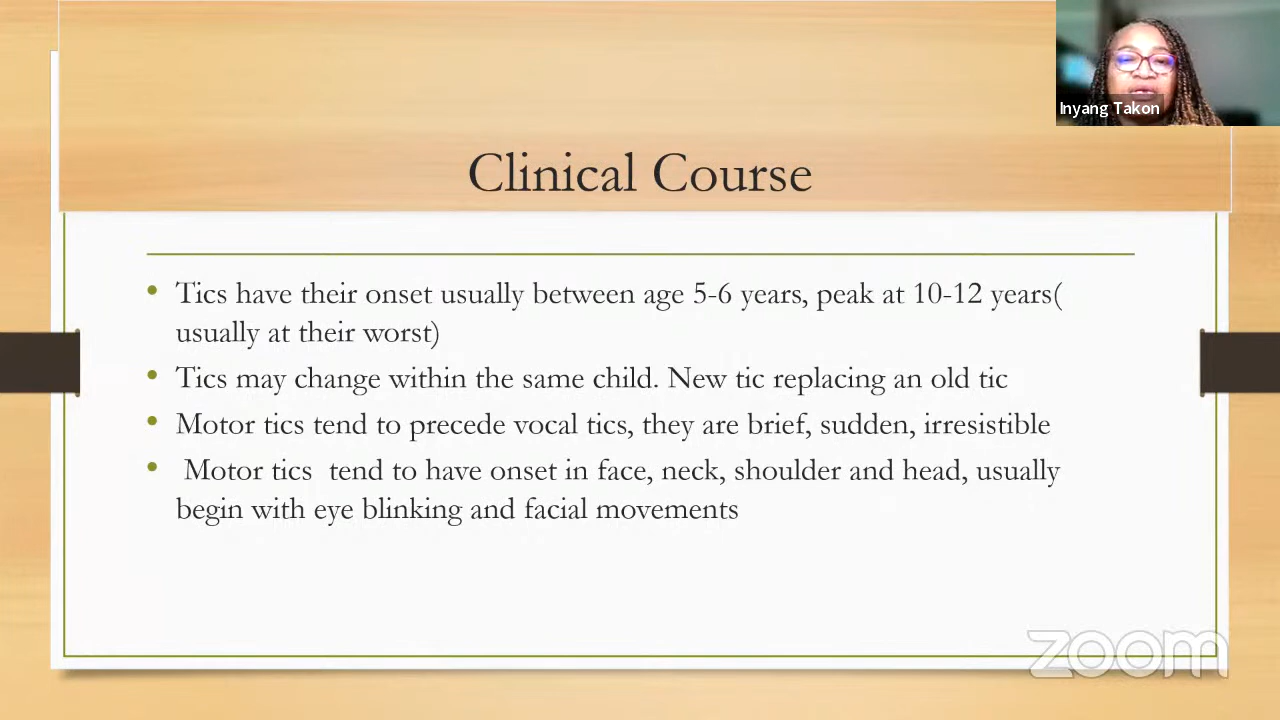 Inyang Takon
Clinical Course
• Tics have their onset usually between age 5-6 years, peak at 10-12 years(
usually at their worst)
• Tics may change within the same child. New tic replacing an old tic
• Motor tics tend to precede vocal tics, they are brief, sudden, irresistible
• Motor tics tend to have onset in face, neck, shoulder and head, usually
begin with eye blinking and facial movements
zoom